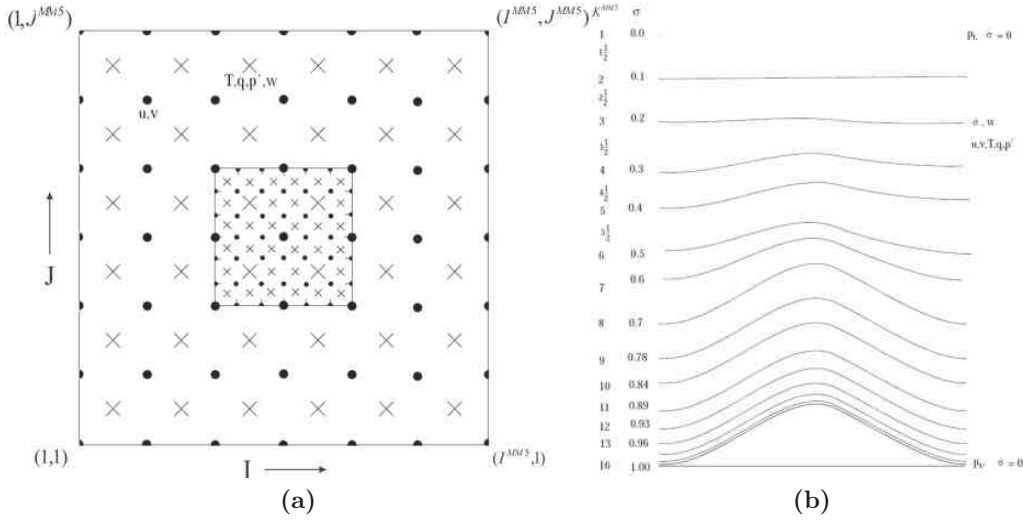 (1,J^MM5)
(I^MM5,J^MM5)
T,q,p´,w
u,v
J
(1,1)
I
(I^MM5,1)
(a)
K^MM5 σ
1 0.0 p_t, σ̇=0
1½
2 0.1
2½
3 0.2 σ̇, w
3½ u,v,T,q,p´
4 0.3
4½
5 0.4
5½
6 0.5
0.6
7
8 0.7
9 0.78
10 0.84
11 0.89
12 0.93
13 0.96
16 1.00 σ̇=0
(b)